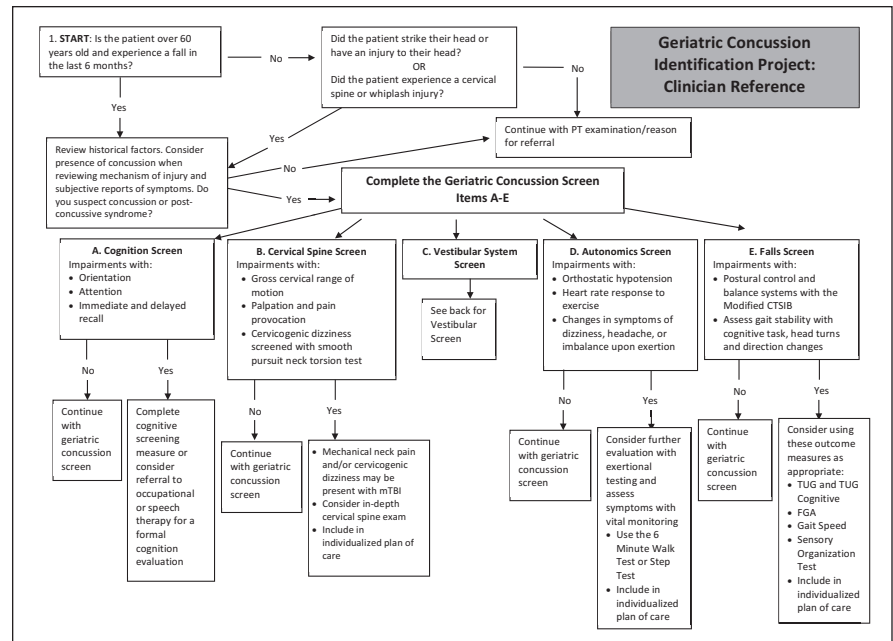 1. START: Is the patient over 60
years old and experience a fall in
the last 6 months?
No
Did the patient strike their head or
have an injury to their head?
OR
Did the patient experience a cervical
spine or whiplash injury?
Geriatric Concussion
Identification Project:
Clinician Reference
Yes
No
Yes
Continue with PT examination/reason
for referral
Review historical factors. Consider
presence of concussion when
reviewing mechanism of injury and
subjective reports of symptoms. Do
you suspect concussion or post-
concussive syndrome?
No
Yes
Complete the Geriatric Concussion Screen
Items A-E
A. Cognition Screen
Impairments with:
• Orientation
• Attention
• Immediate and delayed
recall
B. Cervical Spine Screen
Impairments with:
• Gross cervical range of
motion
• Palpation and pain
provocation
• Cervicogenic dizziness
screened with smooth
pursuit neck torsion test
C. Vestibular System
Screen
See back for
Vestibular
Screen
D. Autonomics Screen
Impairments with:
• Orthostatic hypotension
• Heart rate response to
exercise
• Changes in symptoms of
dizziness, headache, or
imbalance upon exertion
E. Falls Screen
Impairments with:
• Postural control and
balance systems with the
Modified CTSIB
• Assess gait stability with
cognitive task, head turns
and direction changes
No
Yes
Continue
with
geriatric
concussion
screen
Complete
cognitive
screening
measure or
consider
referral to
occupational
or speech
therapy for a
formal
cognition
evaluation
No
Yes
Continue
with geriatric
concussion
screen
• Mechanical neck pain
and/or cervicogenic
dizziness may be
present with mTBI
• Consider in-depth
cervical spine exam
• Include in
individualized plan of
care
No
Yes
Continue
with geriatric
concussion
screen
Consider further
evaluation with
exertional
testing and
assess
symptoms with
vital monitoring
• Use the 6
Minute Walk
Test or Step
Test
• Include in
individualized
plan of care
No
Yes
Continue
with
geriatric
concussion
screen
Consider using
these outcome
measures as
appropriate:
• TUG and TUG
Cognitive
• FGA
• Gait Speed
• Sensory
Organization
Test
• Include in
individualized
plan of care